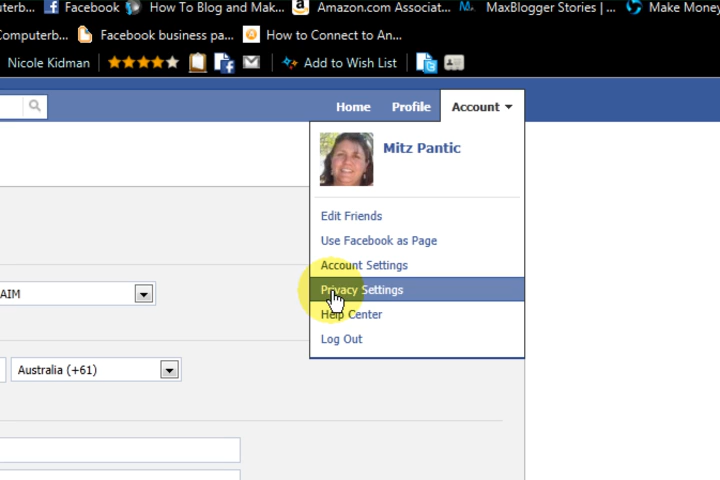 uterb... Facebook How To Blog and Mak... Amazon.com Associat... MaxBlogger Stories | ... Make Money
Computerb... Facebook business pa... How to Connect to An...
Nicole Kidman Add to Wish List
Home Profile Account
Mitz Pantic
Edit Friends
Use Facebook as Page
Account Settings
AIM
Privacy Settings
Help Center
Log Out
Australia (+61)